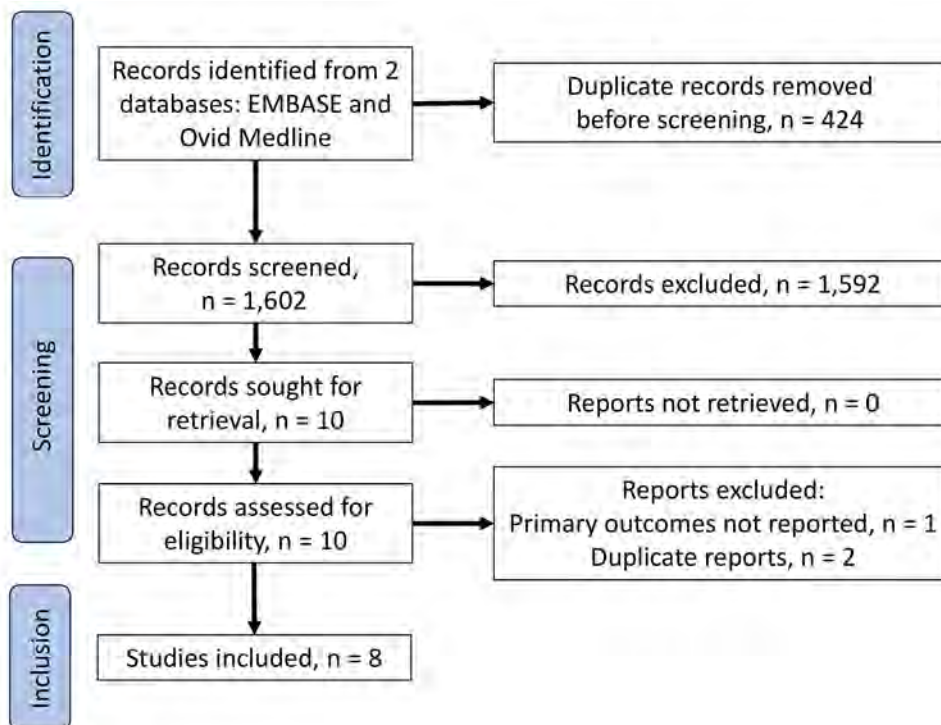 Identification
Records identified from 2
databases: EMBASE and
Ovid Medline
Duplicate records removed
before screening, n = 424
Screening
Records screened,
n = 1,602
Records excluded, n = 1,592
Records sought for
retrieval, n = 10
Reports not retrieved, n = 0
Records assessed for
eligibility, n = 10
Reports excluded:
Primary outcomes not reported, n = 1
Duplicate reports, n = 2
Inclusion
Studies included, n = 8